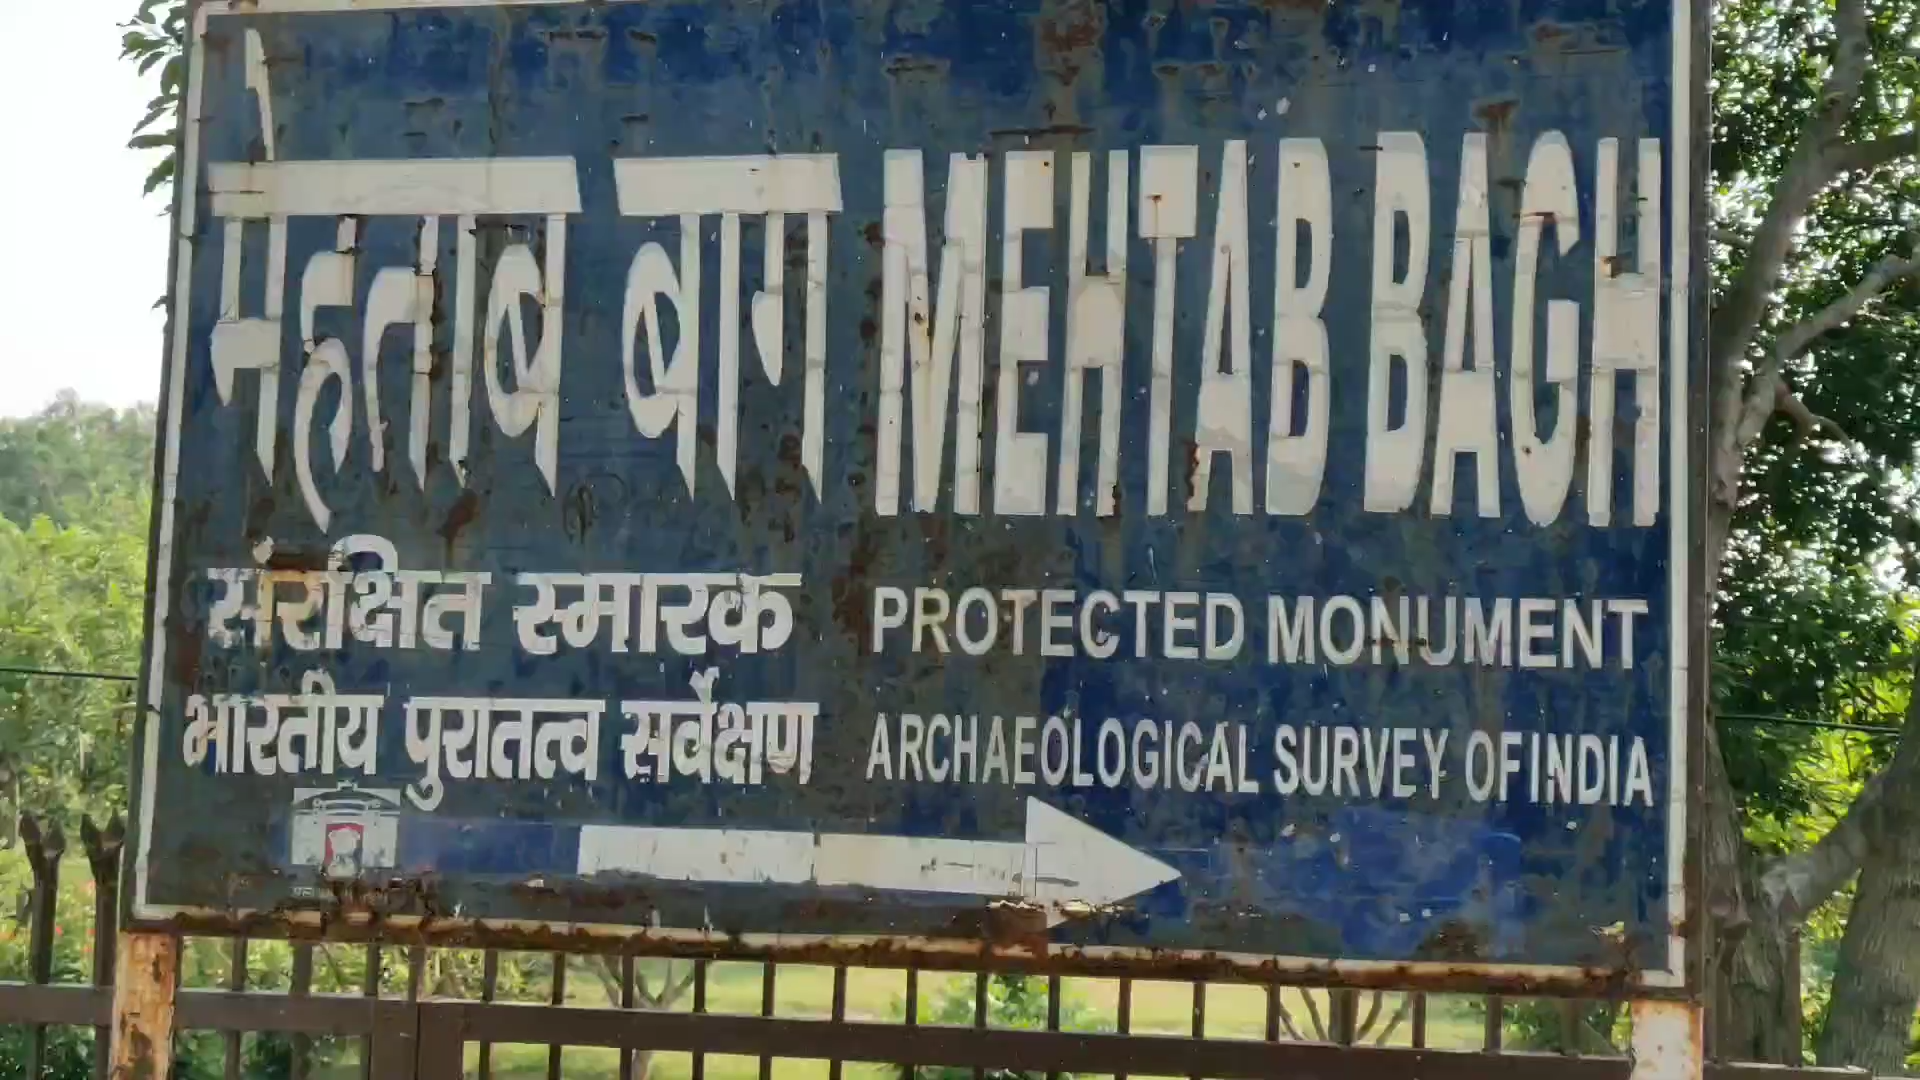 मेहताब बाग MEHTAB BAGH
संरक्षित स्मारक PROTECTED MONUMENT
भारतीय पुरातत्व सर्वेक्षण ARCHAEOLOGICAL SURVEY OF INDIA